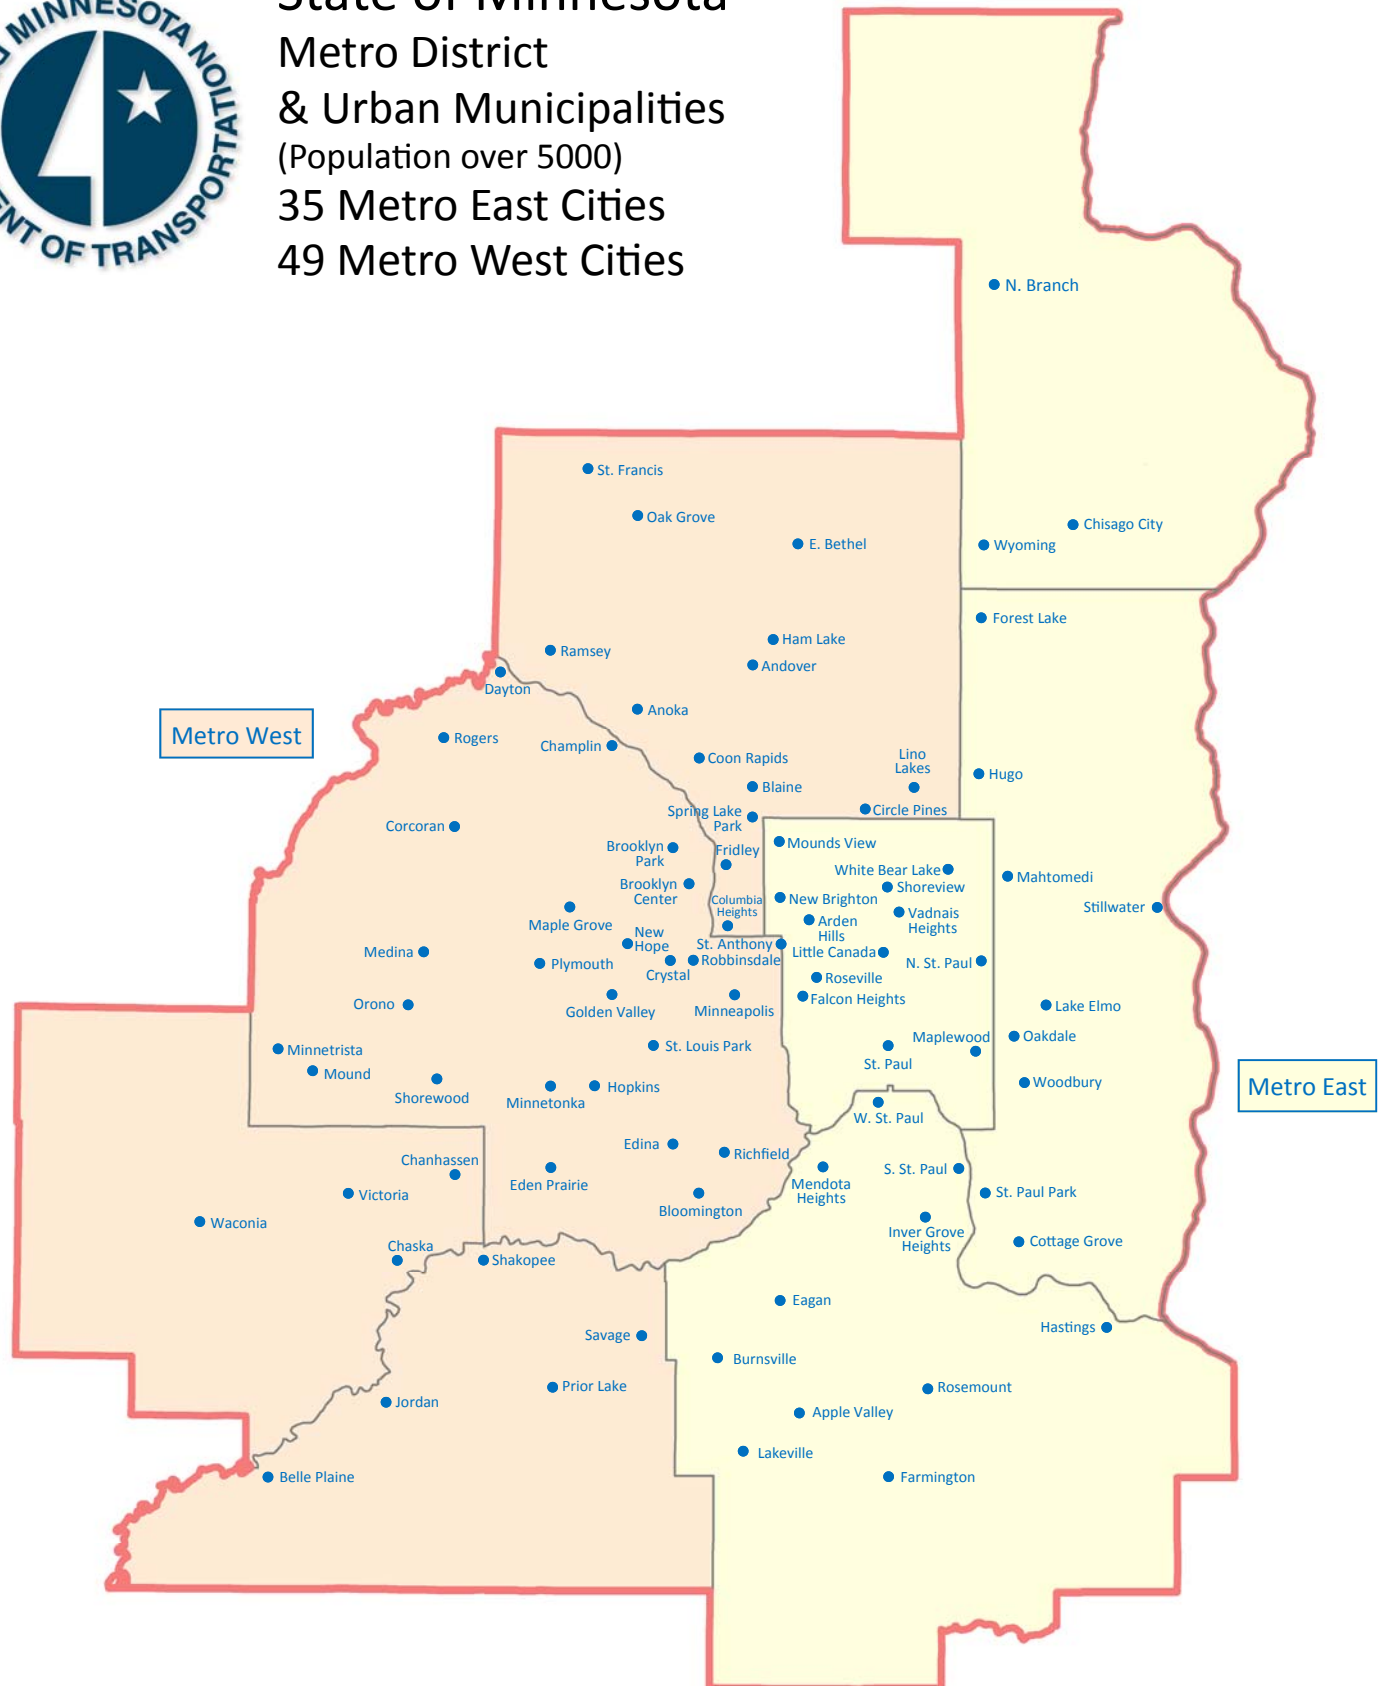 MINNESOTA
ENT OF TRANSPORTATION
State of Minnesota
Metro District
& Urban Municipalities
(Population over 5000)
35 Metro East Cities
49 Metro West Cities
N. Branch
St. Francis
Oak Grove
E. Bethel
Chisago City
Wyoming
Forest Lake
Ham Lake
Ramsey
Andover
Dayton
Anoka
Metro West
Rogers
Champlin
Coon Rapids
Lino
Lakes
Hugo
Blaine
Circle Pines
Spring Lake
Park
Corcoran
Mounds View
Brooklyn
Park
Fridley
White Bear Lake
Mahtomedi
Shoreview
Brooklyn
Center
New Brighton
Columbia
Heights
Stillwater
Vadnais
Heights
Arden
Hills
Maple Grove
New
Hope
St. Anthony
Medina
Little Canada
Plymouth
Robbinsdale
N. St. Paul
Crystal
Roseville
Falcon Heights
Orono
Golden Valley
Minneapolis
Lake Elmo
Maplewood
Oakdale
St. Louis Park
Minnetrista
St. Paul
Mound
Woodbury
Metro East
Shorewood
Minnetonka
Hopkins
W. St. Paul
Edina
Richfield
Chanhassen
S. St. Paul
Mendota
Heights
Eden Prairie
Victoria
St. Paul Park
Bloomington
Waconia
Inver Grove
Heights
Cottage Grove
Chaska
Shakopee
Eagan
Hastings
Savage
Burnsville
Prior Lake
Rosemount
Jordan
Apple Valley
Lakeville
Belle Plaine
Farmington